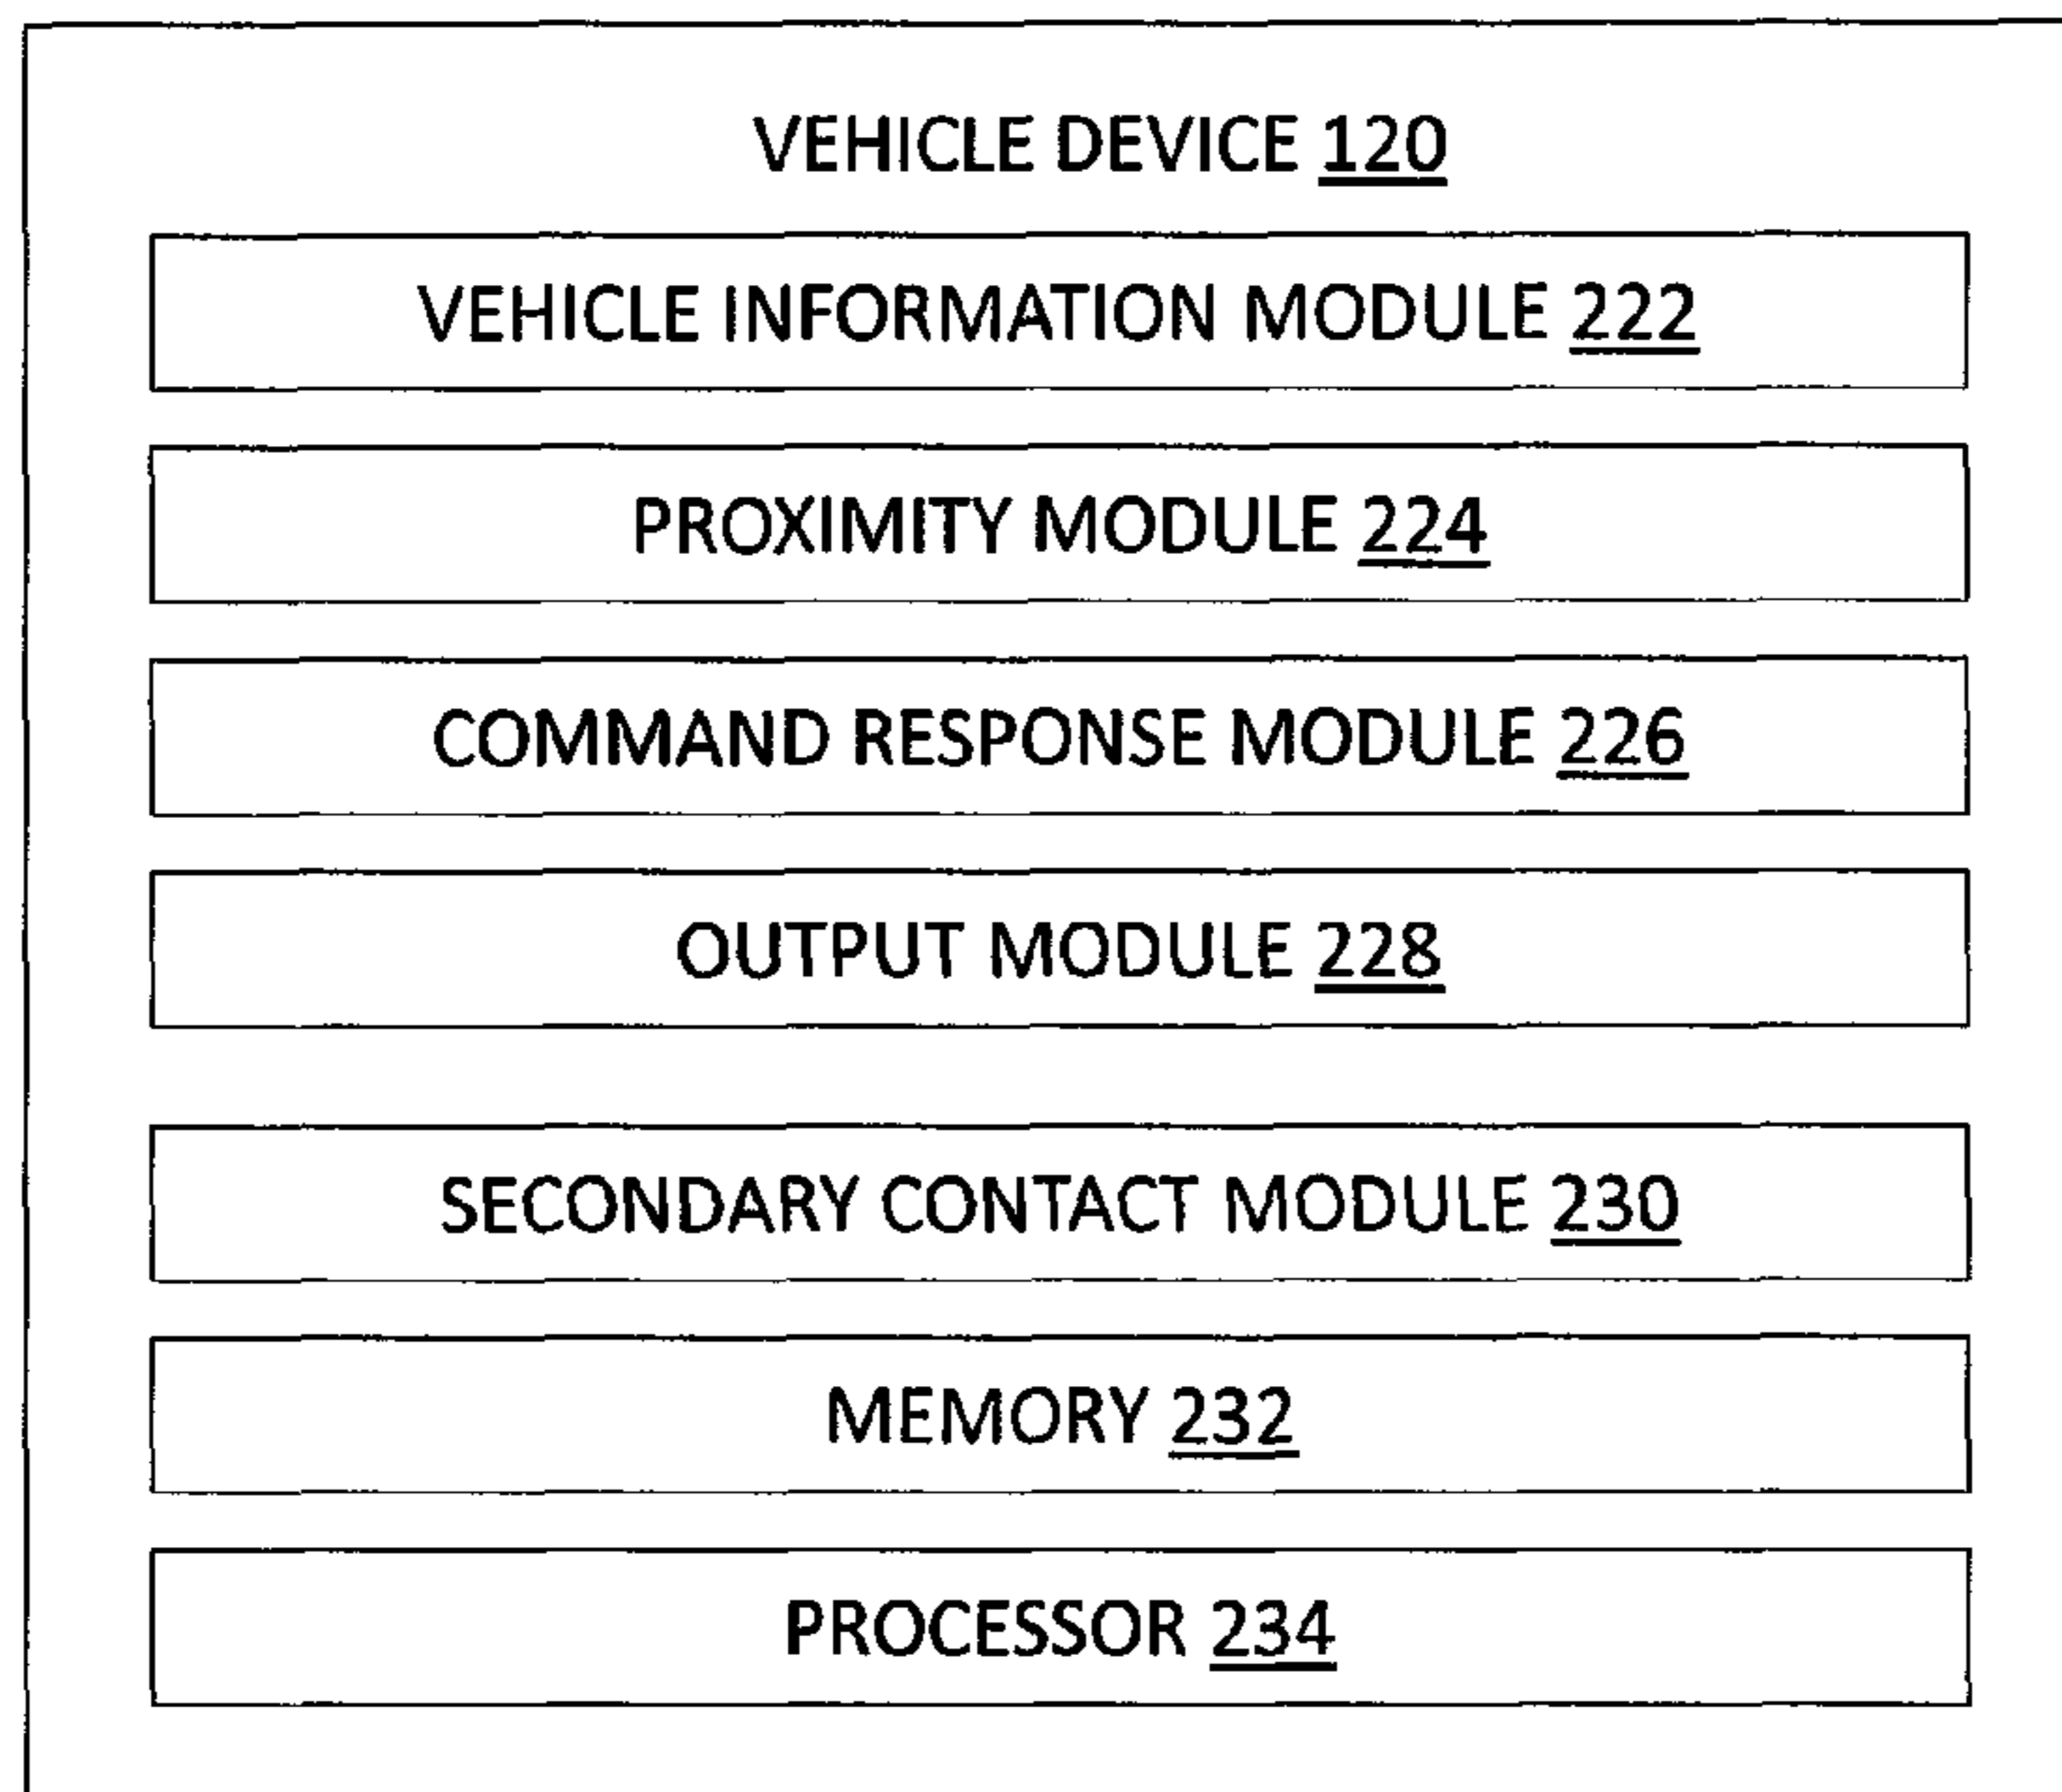 VEHICLE DEVICE 120
VEHICLE INFORMATION MODULE 222
PROXIMITY MODULE 224
COMMAND RESPONSE MODULE 226
OUTPUT MODULE 228
SECONDARY CONTACT MODULE 230
MEMORY 232
PROCESSOR 234